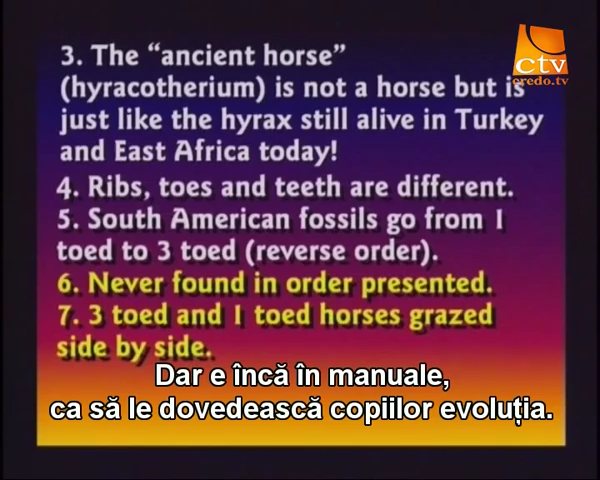 ctv
credo.tv
3. The “ancient horse”
(hyracotherium) is not a horse but is
just like the hyrax still alive in Turkey
and East Africa today!
4. Ribs, toes and teeth are different.
5. South American fossils go from 1
toed to 3 toed (reverse order).
6. Never found in order presented.
7. 3 toed and 1 toed horses grazed
side by side.
Dar e încă în manuale,
ca să le dovedească copiilor evoluția.